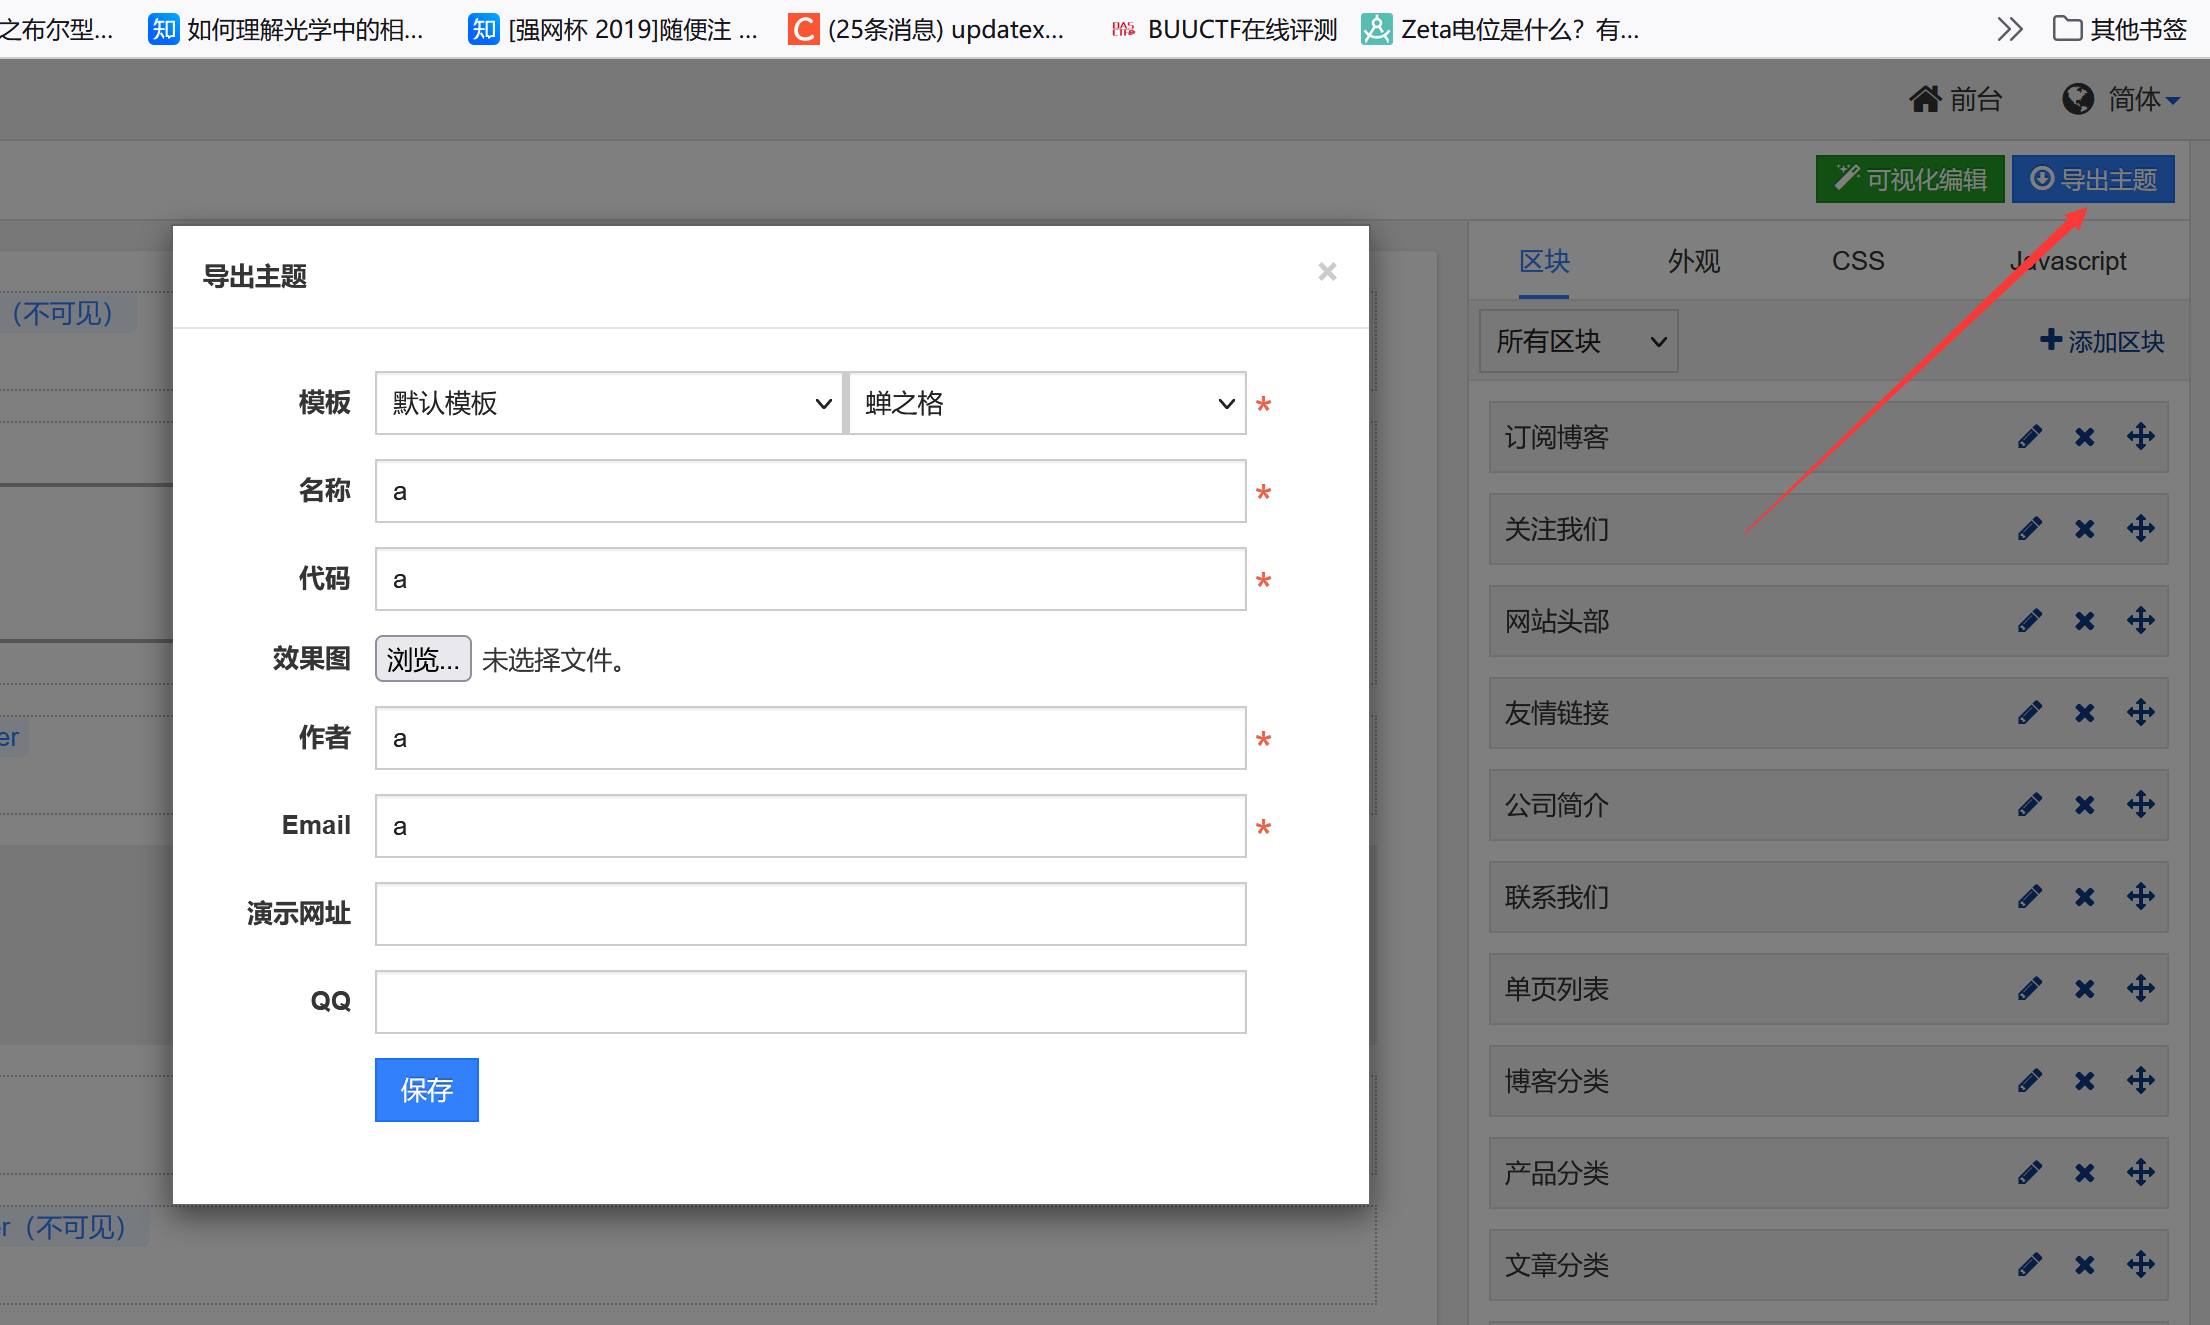 之布尔型...
如何理解光学中的相...
[强网杯 2019]随便注 ...
(25条消息) updatex...
BUUCTF在线评测
Zeta电位是什么？有...
其他书签
前台
简体
可视化编辑
导出主题
导出主题
×
（不可见）
er
er（不可见）
模板
默认模板
蝉之格
*
名称
a
*
代码
a
*
效果图
浏览...
未选择文件。
作者
a
*
Email
a
*
演示网址
QQ
保存
区块
外观
CSS
Javascript
所有区块
添加区块
订阅博客
关注我们
网站头部
友情链接
公司简介
联系我们
单页列表
博客分类
产品分类
文章分类